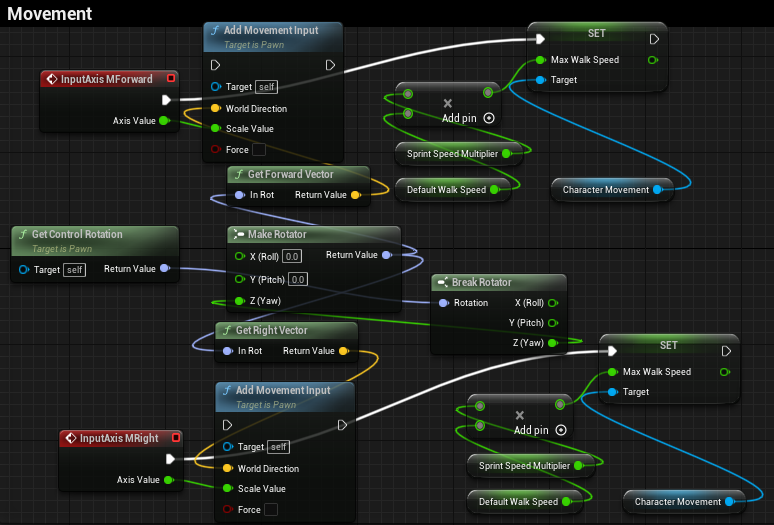 Movement
Add Movement Input
Target is Pawn
Target self
World Direction
Scale Value
Force
SET
Max Walk Speed
Target
InputAxis MForward
Axis Value
Add pin
Sprint Speed Multiplier
Default Walk Speed
Character Movement
Get Forward Vector
In Rot Return Value
Get Control Rotation
Target is Pawn
Target self Return Value
Make Rotator
X (Roll) 0.0 Return Value
Y (Pitch) 0.0
Z (Yaw)
Break Rotator
Rotation X (Roll)
Y (Pitch)
Z (Yaw)
Get Right Vector
In Rot Return Value
SET
Max Walk Speed
Target
Add Movement Input
Target is Pawn
Target self
World Direction
Scale Value
Force
InputAxis MRight
Axis Value
Add pin
Sprint Speed Multiplier
Default Walk Speed
Character Movement